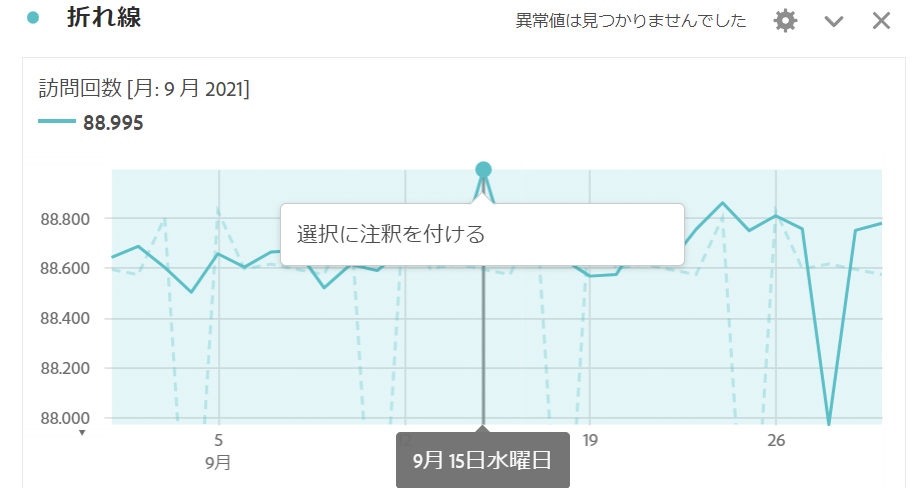 折れ線
異常値は見つかりませんでした
訪問回数 [月: 9 月 2021]
88.995
選択に注釈を付ける
88.800
88.600
88.400
88.200
88.000
5
12
19
26
9月
9月 15日水曜日